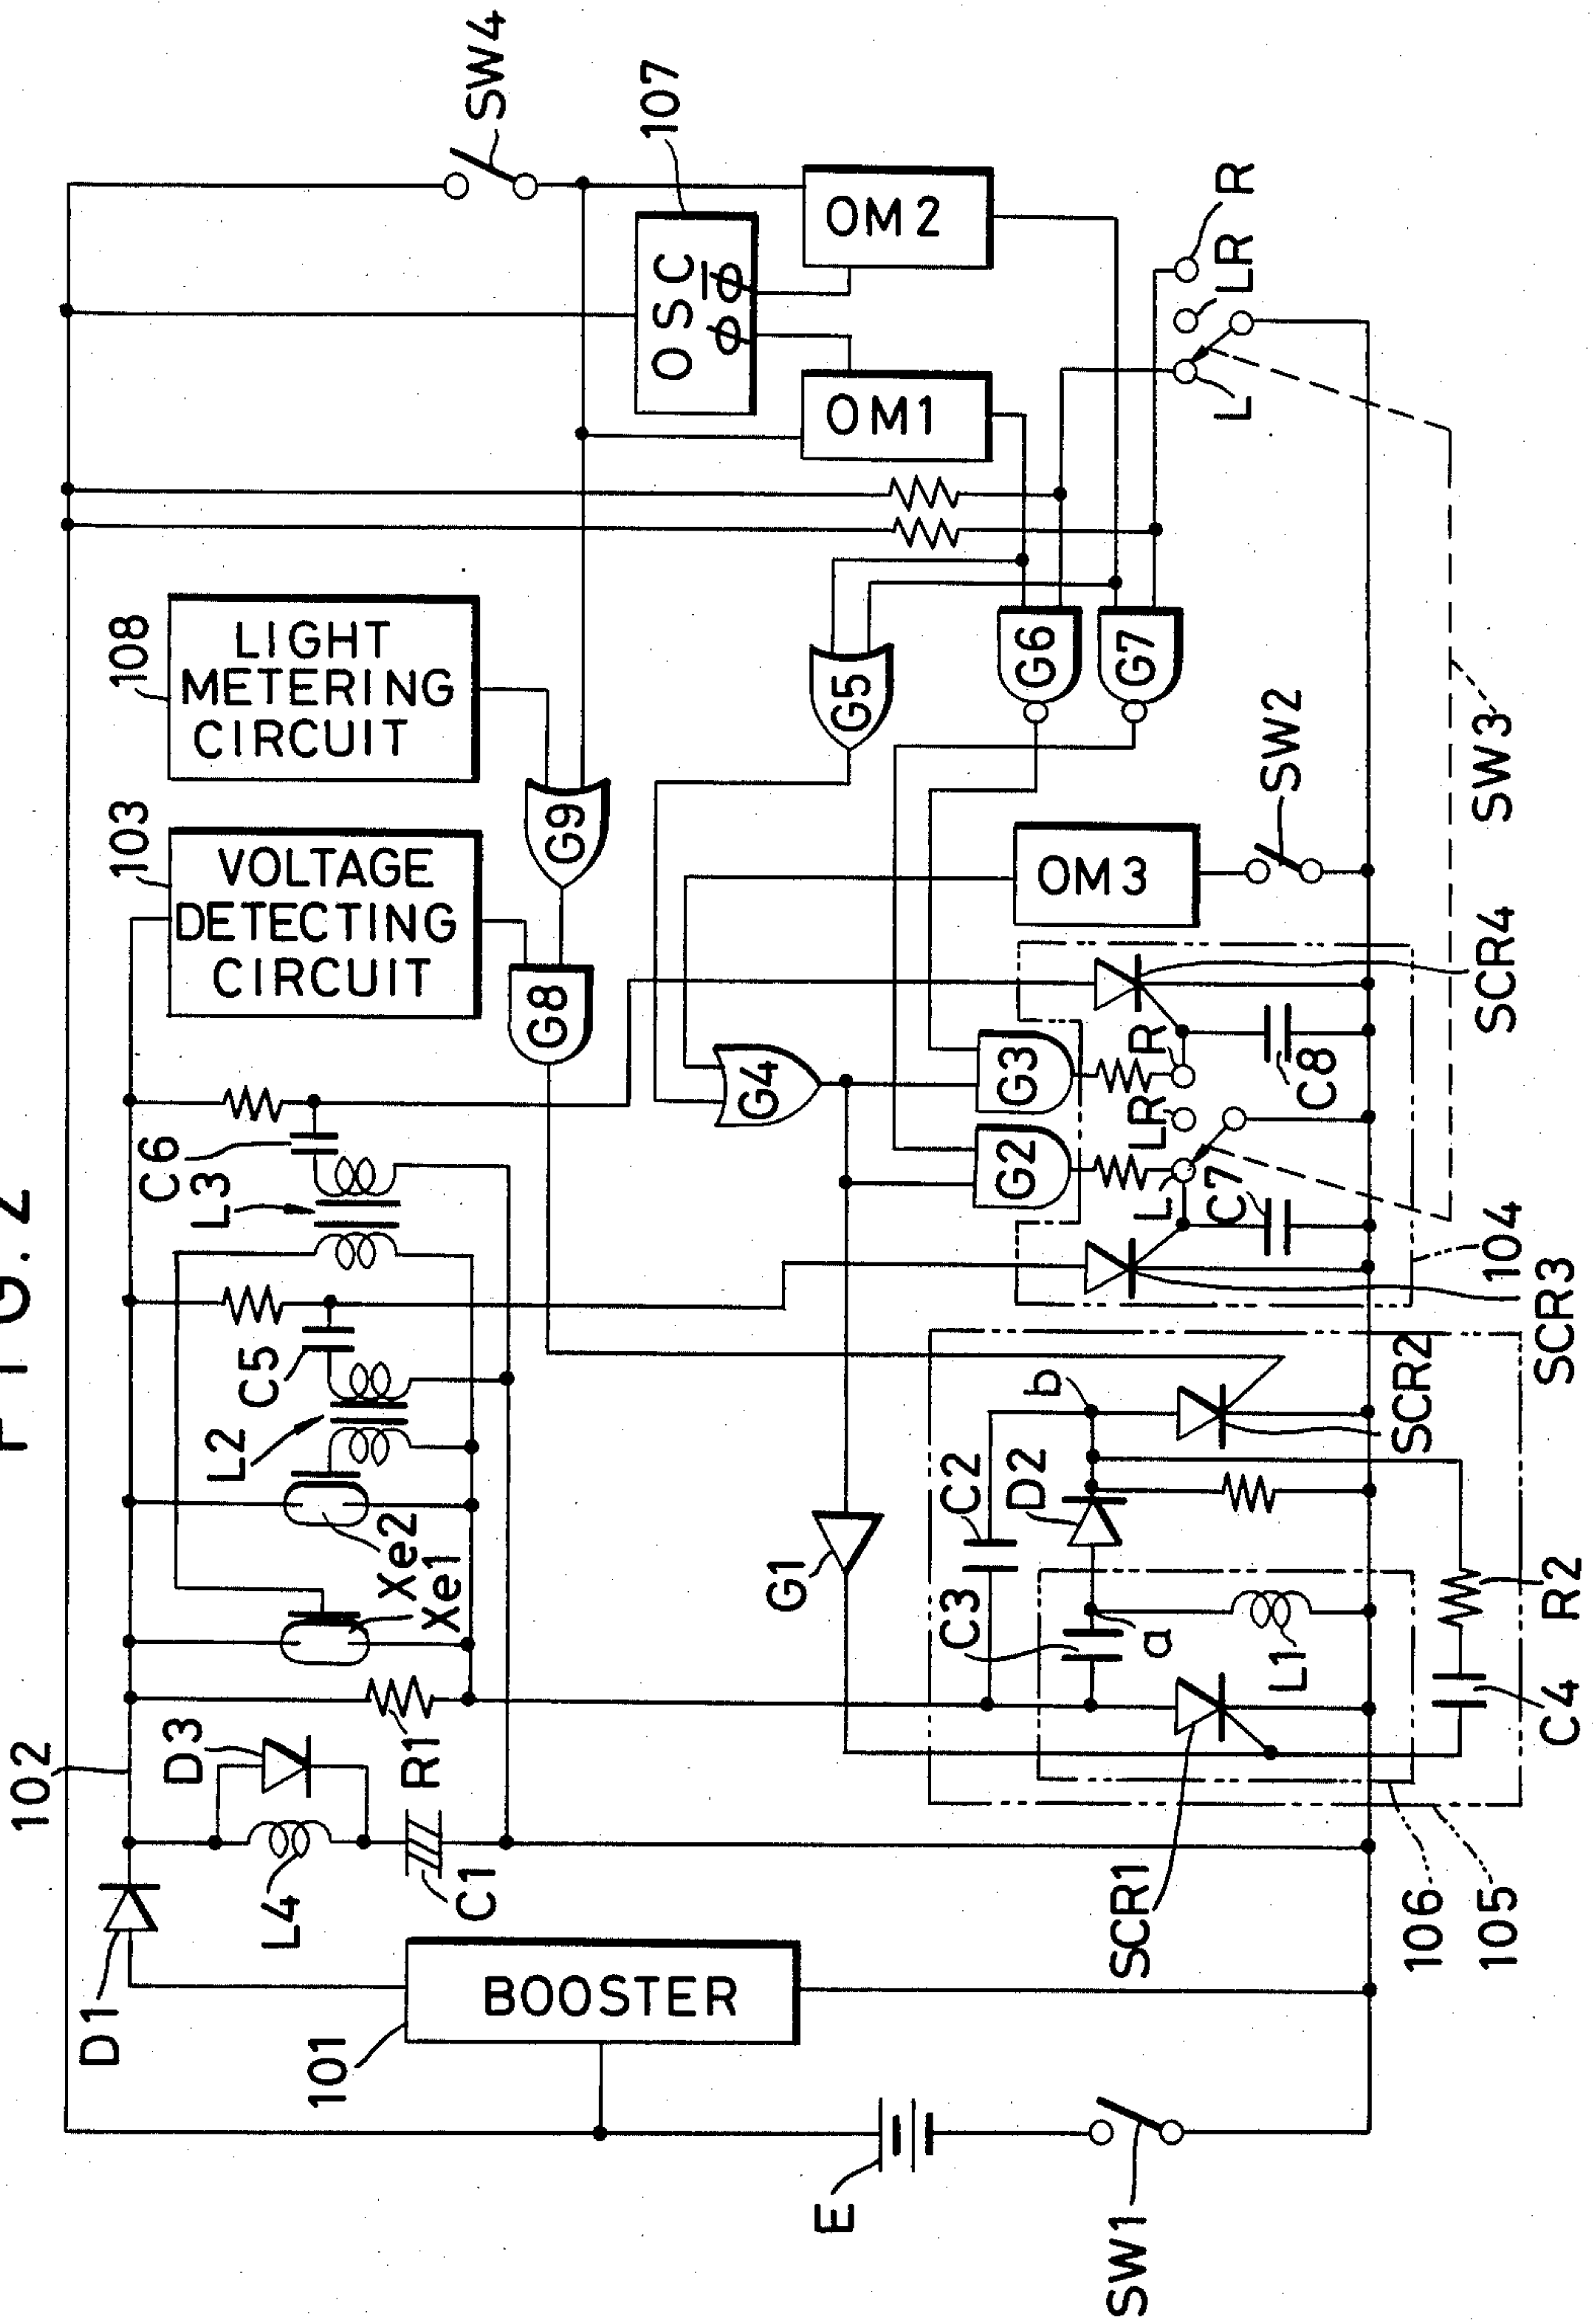 FIG. 2
102
D1
D3
L4
R1
C1
101
BOOSTER
E
SW1
Xe2
Xe1
L2
C5
L3
C6
103
VOLTAGE
DETECTING
CIRCUIT
108
LIGHT
METERING
CIRCUIT
G8
G9
SW4
107
OSC
φ
φ̅
OM1
OM2
G5
G6
G7
R
LR
L
G4
G3
G2
G1
OM3
SW2
SW3
R
LR
L
C8
C7
SCR4
104
SCR3
b
C2
D2
C3
a
L1
SCR2
R2
C4
SCR1
106
105